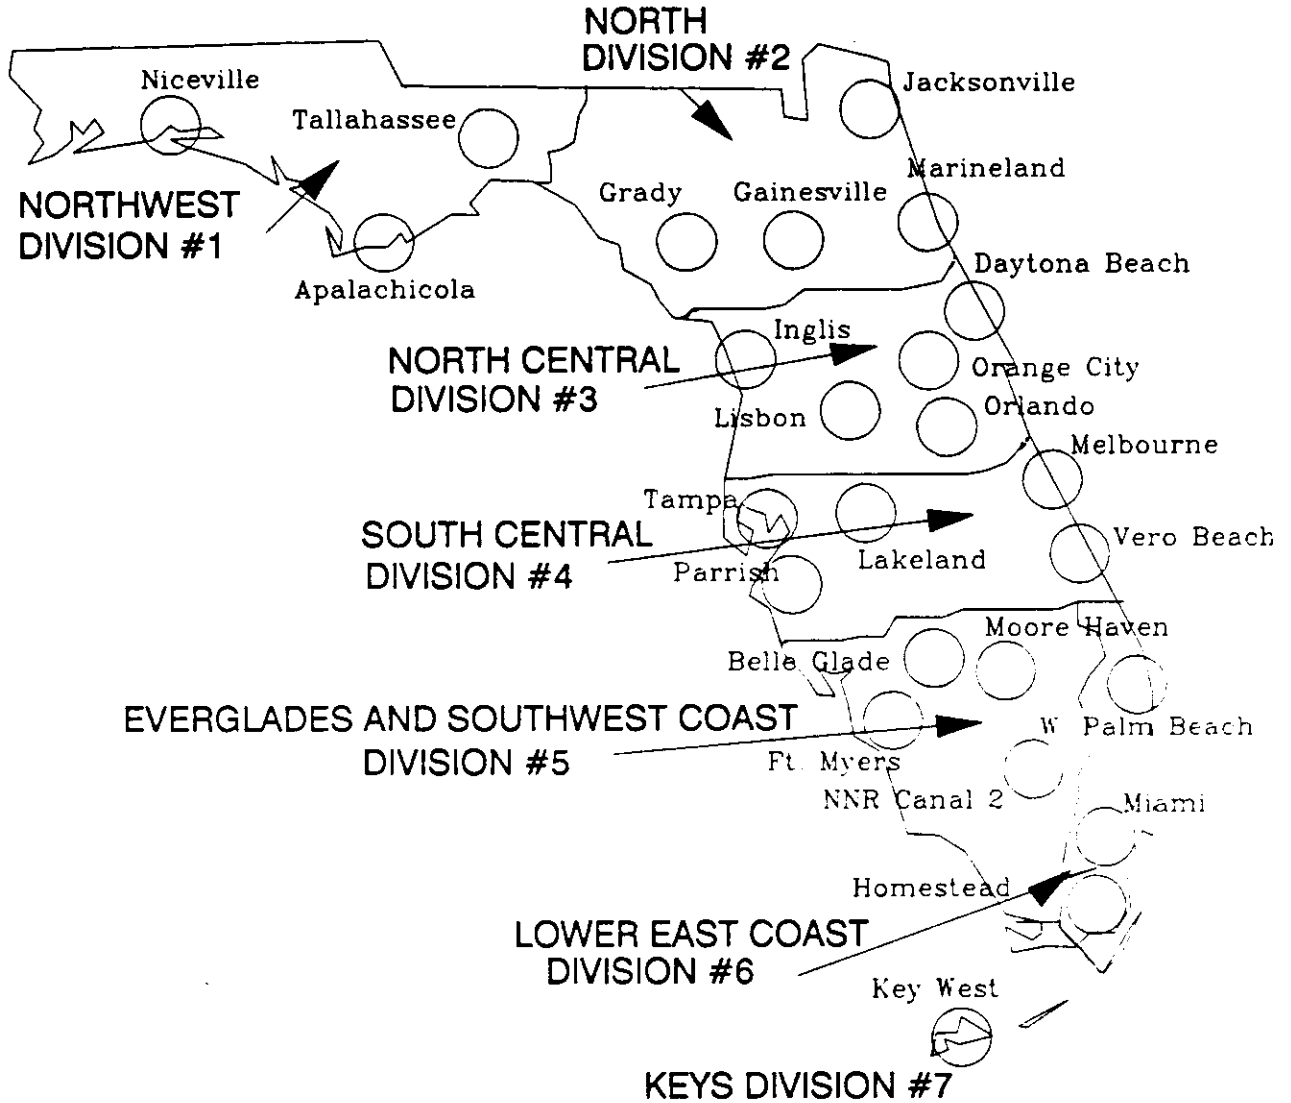 NORTH
DIVISION #2
Niceville
Jacksonville
Tallahassee
Marineland
NORTHWEST
DIVISION #1
Grady
Gainesville
Apalachicola
Daytona Beach
Inglis
NORTH CENTRAL
DIVISION #3
Orange City
Lisbon
Orlando
Melbourne
Tampa
SOUTH CENTRAL
DIVISION #4
Vero Beach
Lakeland
Parrish
Moore Haven
Belle Glade
EVERGLADES AND SOUTHWEST COAST
DIVISION #5
W Palm Beach
Ft. Myers
NNR Canal 2
Miami
Homestead
LOWER EAST COAST
DIVISION #6
Key West
KEYS DIVISION #7